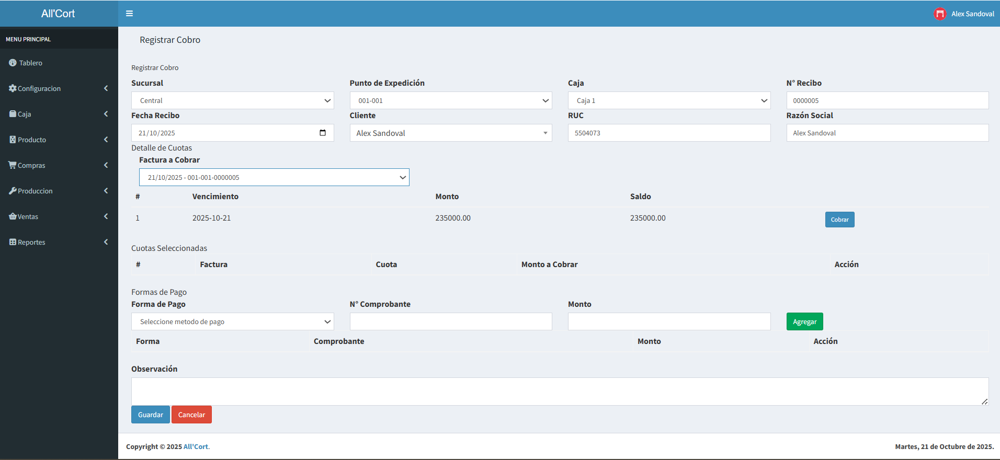 All'Cort
Alex Sandoval
MENU PRINCIPAL
Tablero
Configuracion
Caja
Producto
Compras
Produccion
Ventas
Reportes
Registrar Cobro
Registrar Cobro
Sucursal Punto de Expedición Caja N° Recibo
Central 001-001 Caja 1 0000005
Fecha Recibo Cliente RUC Razón Social
21/10/2025 Alex Sandoval 5504073 Alex Sandoval
Detalle de Cuotas
Factura a Cobrar
21/10/2025 - 001-001-0000005
# Vencimiento Monto Saldo
1 2025-10-21 235000.00 235000.00 Cobrar
Cuotas Seleccionadas
# Factura Cuota Monto a Cobrar Acción
Formas de Pago
Forma de Pago N° Comprobante Monto
Seleccione metodo de pago Agregar
Forma Comprobante Monto Acción
Observación
Guardar Cancelar
Copyright © 2025 All'Cort. Martes, 21 de Octubre de 2025.